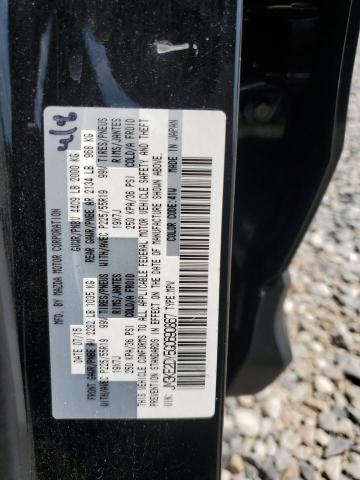 MFD. BY MAZDA MOTOR CORPORATION
DATE 07/15 GVWR/PNBV 4409 LB 2000 KG
FRONT GAWR/PNBE AV 2282 LB 1035 KG REAR GAWR/PNBE AR 2134 LB 968 KG
WITH/AVEC P225/55R19 99V TIRES/PNEUS WITH/AVEC P225/55R19 99V TIRES/PNEUS
19X7J RIMS/JANTES 19X7J RIMS/JANTES
250 KPA/36 PSI COLD/A FROID 250 KPA/36 PSI COLD/A FROID
THIS VEHICLE CONFORMS TO ALL APPLICABLE FEDERAL MOTOR VEHICLE SAFETY AND THEFT
PREVENTION STANDARDS IN EFFECT ON THE DATE OF MANUFACTURE SHOWN ABOVE.
COLOR CODE: 41W MADE IN JAPAN
VIN: JM3KE2DY5G0590867 TYPE:MPV